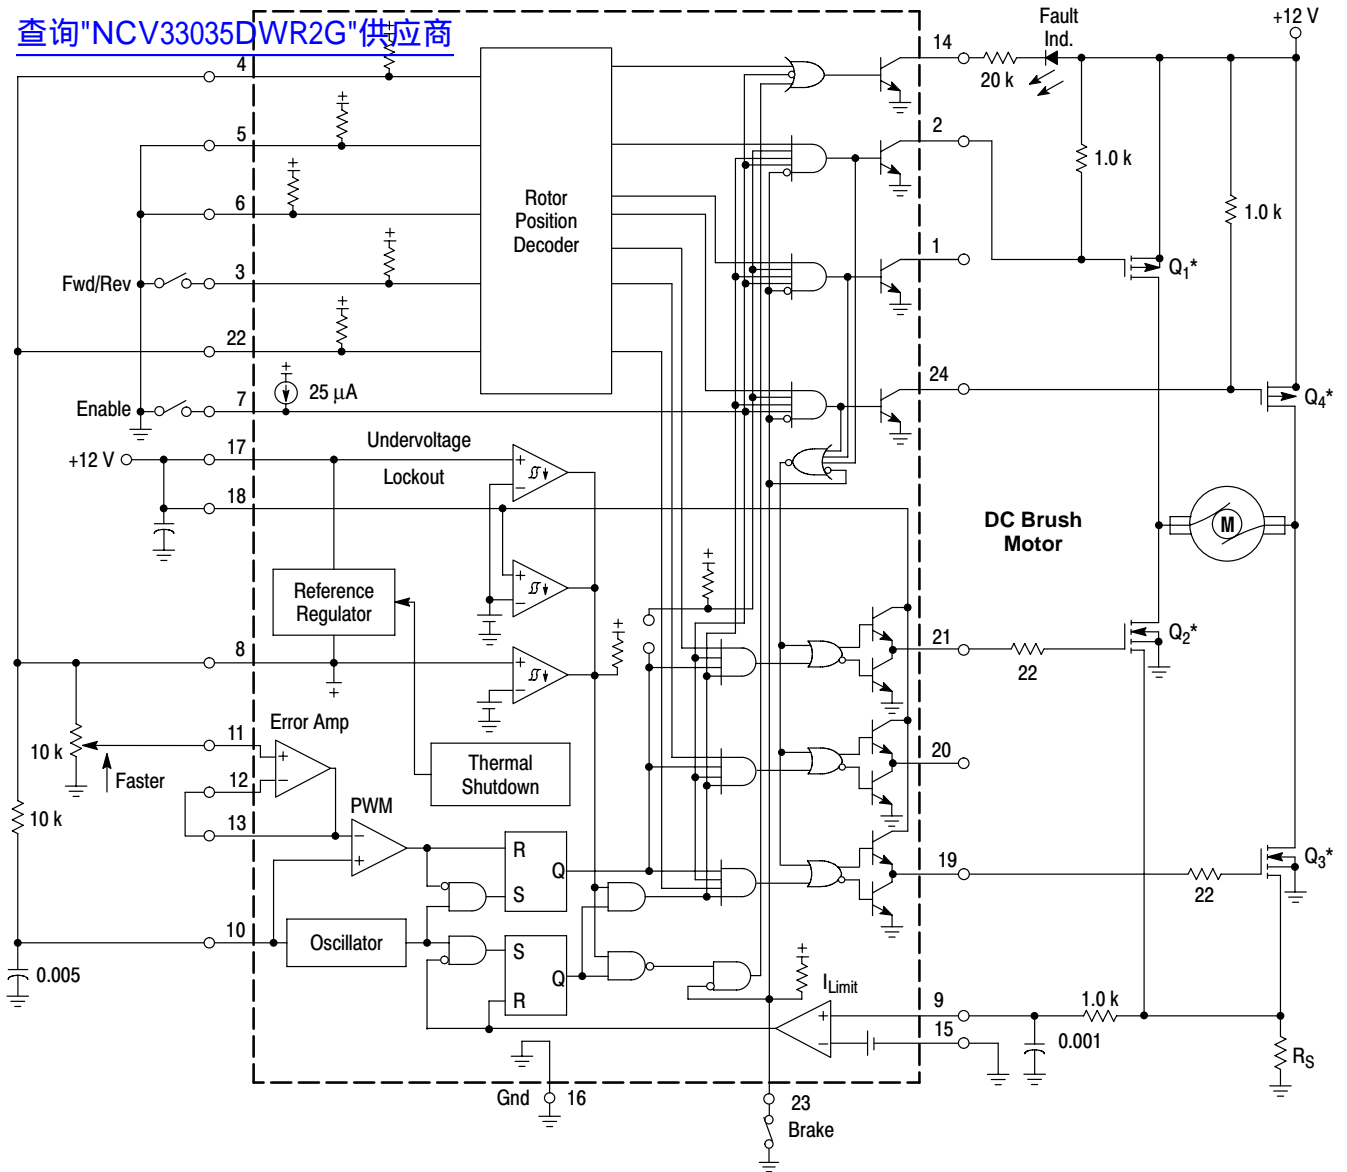 查询"NCV33035DWR2G"供应商
Fault
Ind.
+12 V
14
20 k
4
2
5
1.0 k
Rotor
Position
Decoder
6
1.0 k
1
Q1*
Fwd/Rev
3
22
24
25 μA
Q4*
Enable
7
Undervoltage
Lockout
17
+12 V
18
DC Brush
Motor
M
Reference
Regulator
21
Q2*
22
8
Error Amp
11
10 k
Faster
Thermal
Shutdown
20
12
PWM
13
10 k
R
Q
S
19
Q3*
22
10
Oscillator
S
Q
R
0.005
ILimit
9
1.0 k
15
0.001
RS
Gnd
16
23
Brake